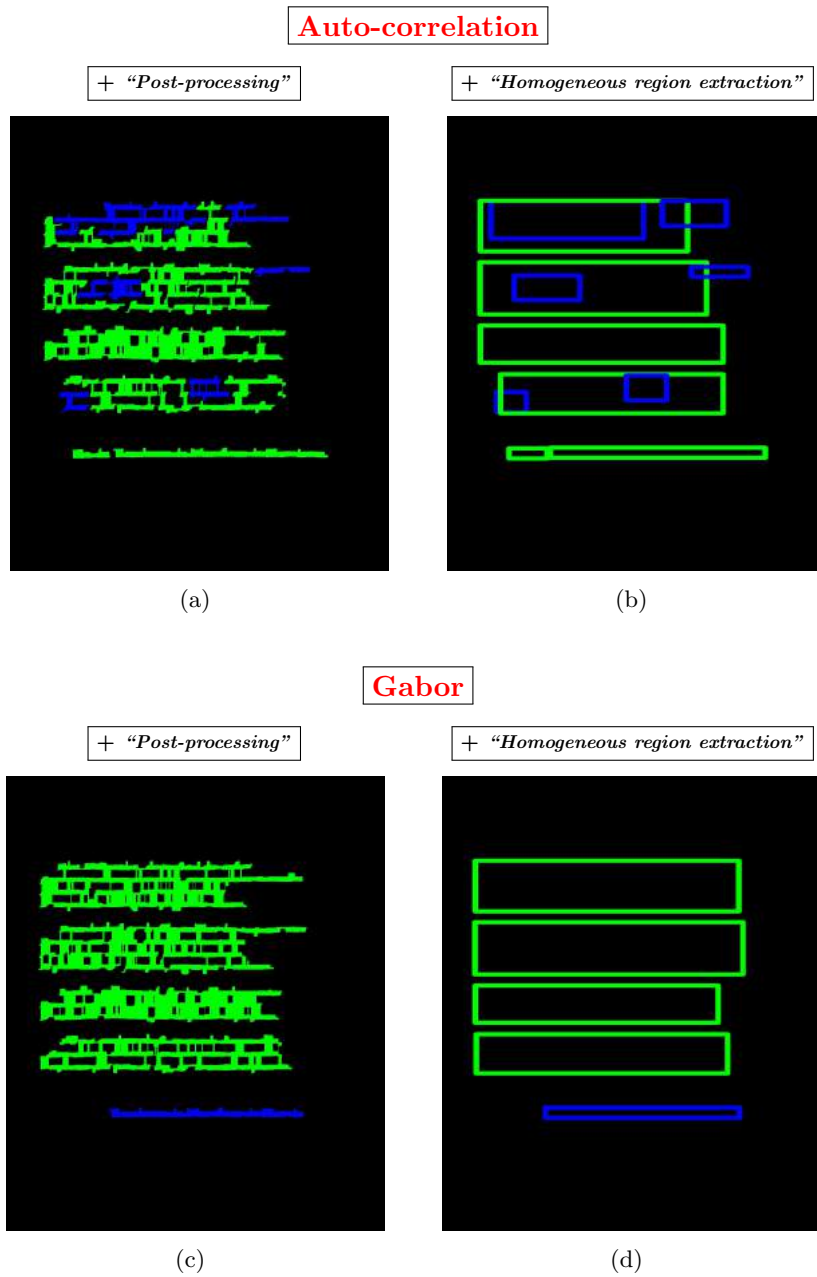 Auto-correlation
+ “Post-processing”
+ “Homogeneous region extraction”
(a)
(b)
Gabor
+ “Post-processing”
+ “Homogeneous region extraction”
(c)
(d)